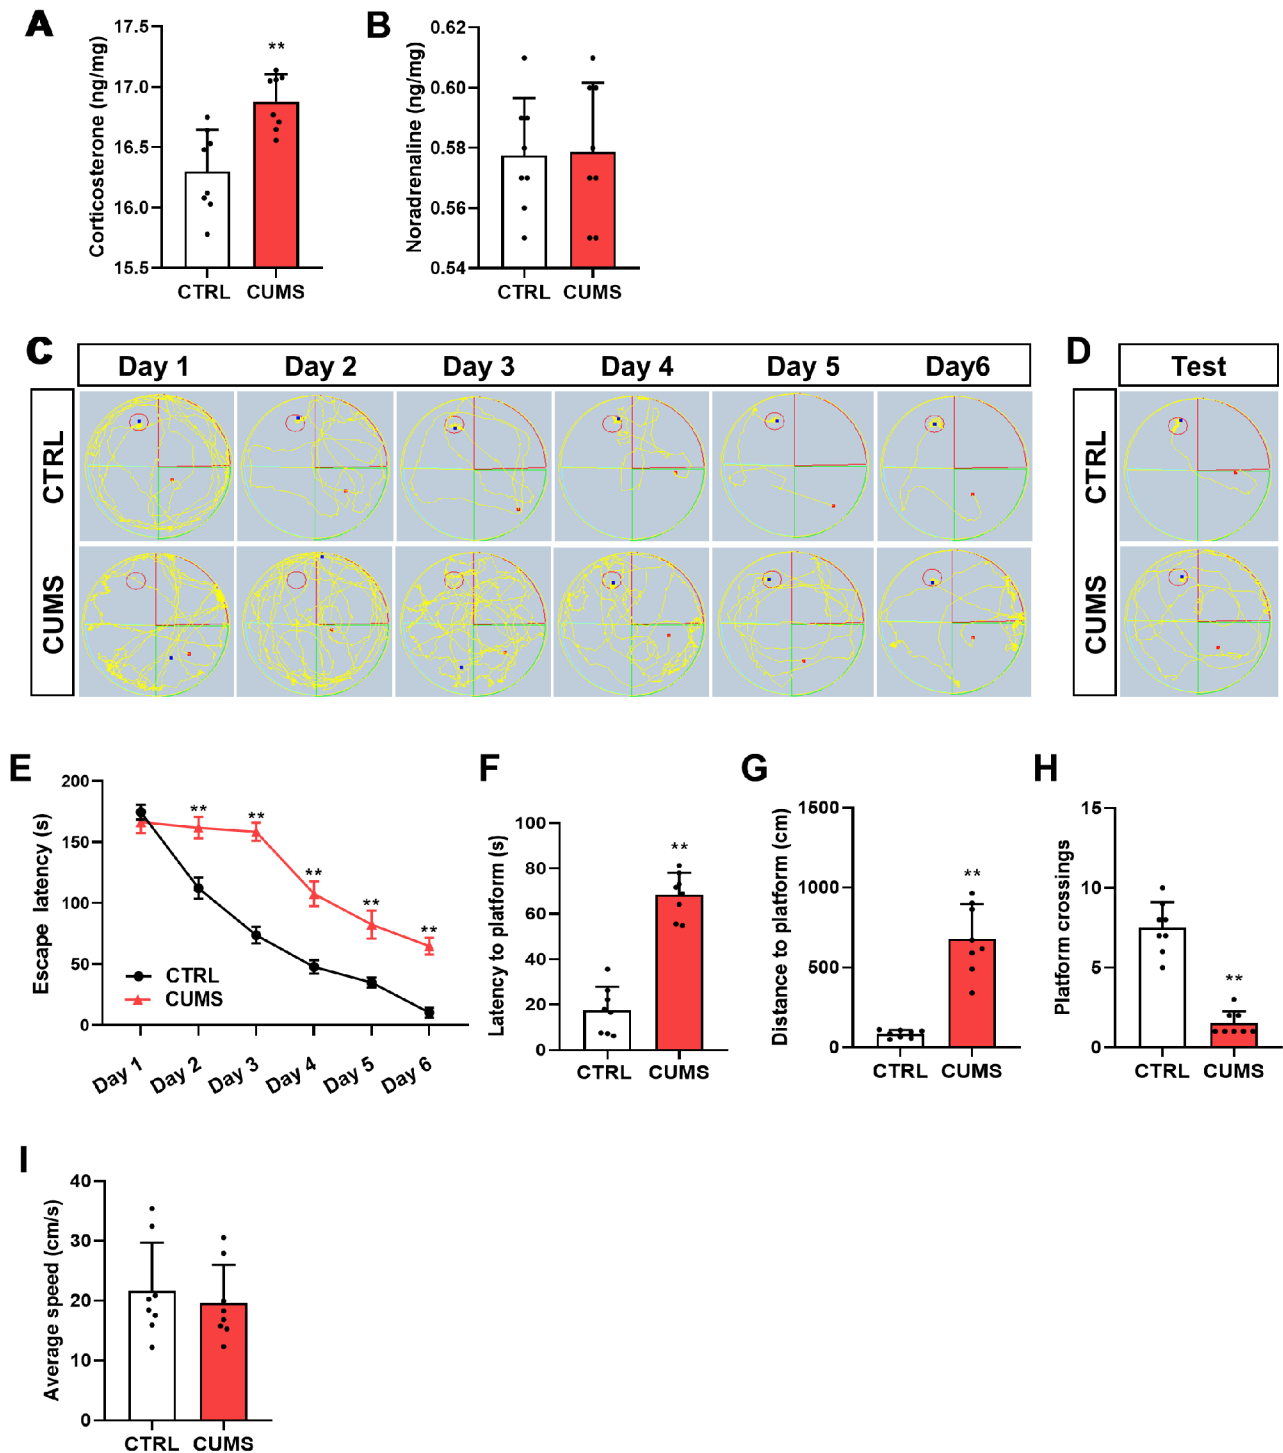 A
Corticosterone (ng/mg)
17.5
17.0
16.5
16.0
15.5
**
CTRL CUMS
B
Noradrenaline (ng/mg)
0.62
0.60
0.58
0.56
0.54
CTRL CUMS
C
Day 1 Day 2 Day 3 Day 4 Day 5 Day6
CTRL
CUMS
D
Test
CTRL
CUMS
E
Escape latency (s)
200
150
100
50
0
** ** ** ** **
CTRL
CUMS
Day 1 Day 2 Day 3 Day 4 Day 5 Day 6
F
Latency to platform (s)
100
80
60
40
20
0
**
CTRL CUMS
G
Distance to platform (cm)
1500
1000
500
0
**
CTRL CUMS
H
Platform crossings
15
10
5
0
**
CTRL CUMS
I
Average speed (cm/s)
40
30
20
10
0
CTRL CUMS